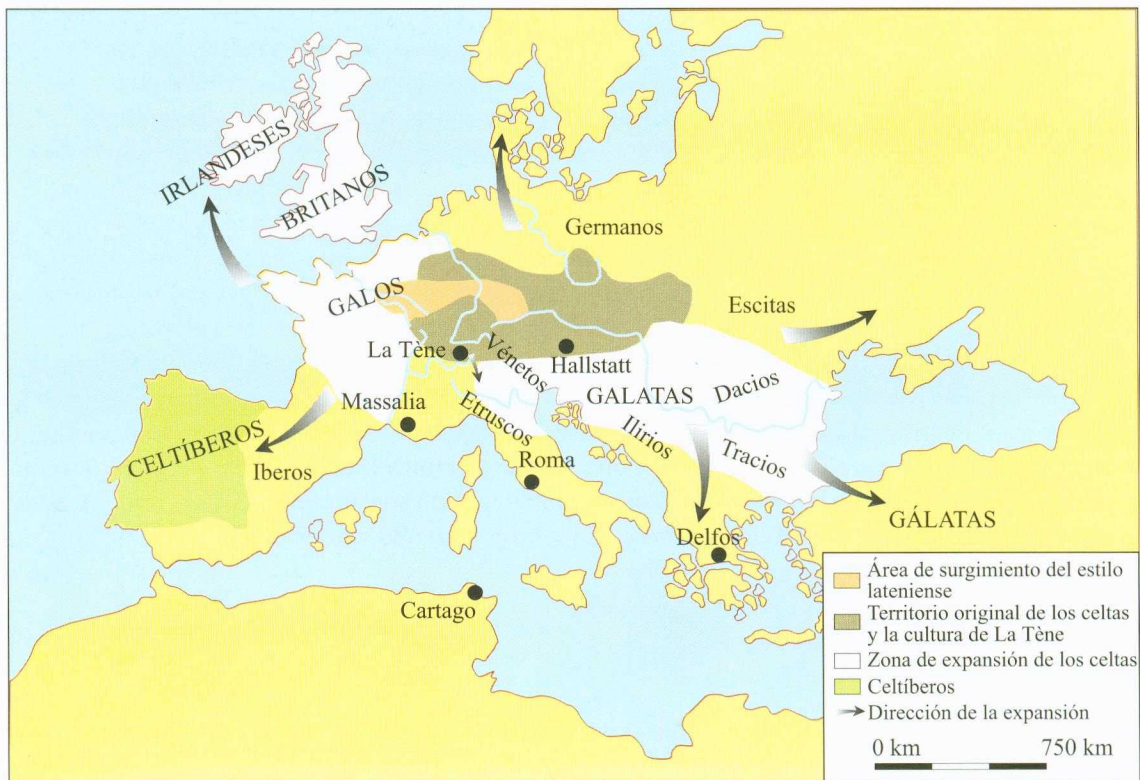 IRLANDESES
BRITANOS
Germanos
GALOS
Escitas
La Tène
Vénetos
Hallstatt
GALATAS
Dacios
Massalia
Etruscos
Ilirios
CELTÍBEROS
Iberos
Roma
Tracios
GÁLATAS
Delfos
Cartago
Área de surgimiento del estilo
lateniense
Territorio original de los celtas
y la cultura de La Tène
Zona de expansión de los celtas
Celtíberos
Dirección de la expansión
0 km 750 km